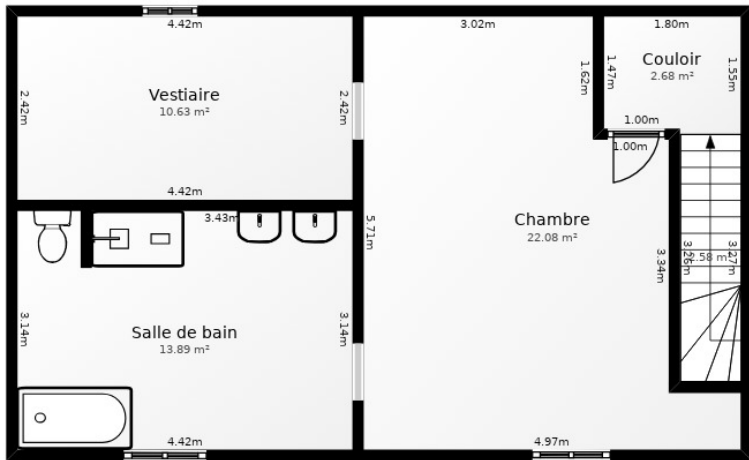 4.42m
3.02m
1.80m
Couloir
2.68 m²
1.47m
1.62m
1.55m
Vestiaire
10.63 m²
2.42m
2.42m
1.00m
1.00m
4.42m
3.43m
5.71m
Chambre
22.08 m²
3.34m
3.26m
2.58 m²
3.27m
3.14m
Salle de bain
13.89 m²
3.14m
4.42m
4.97m